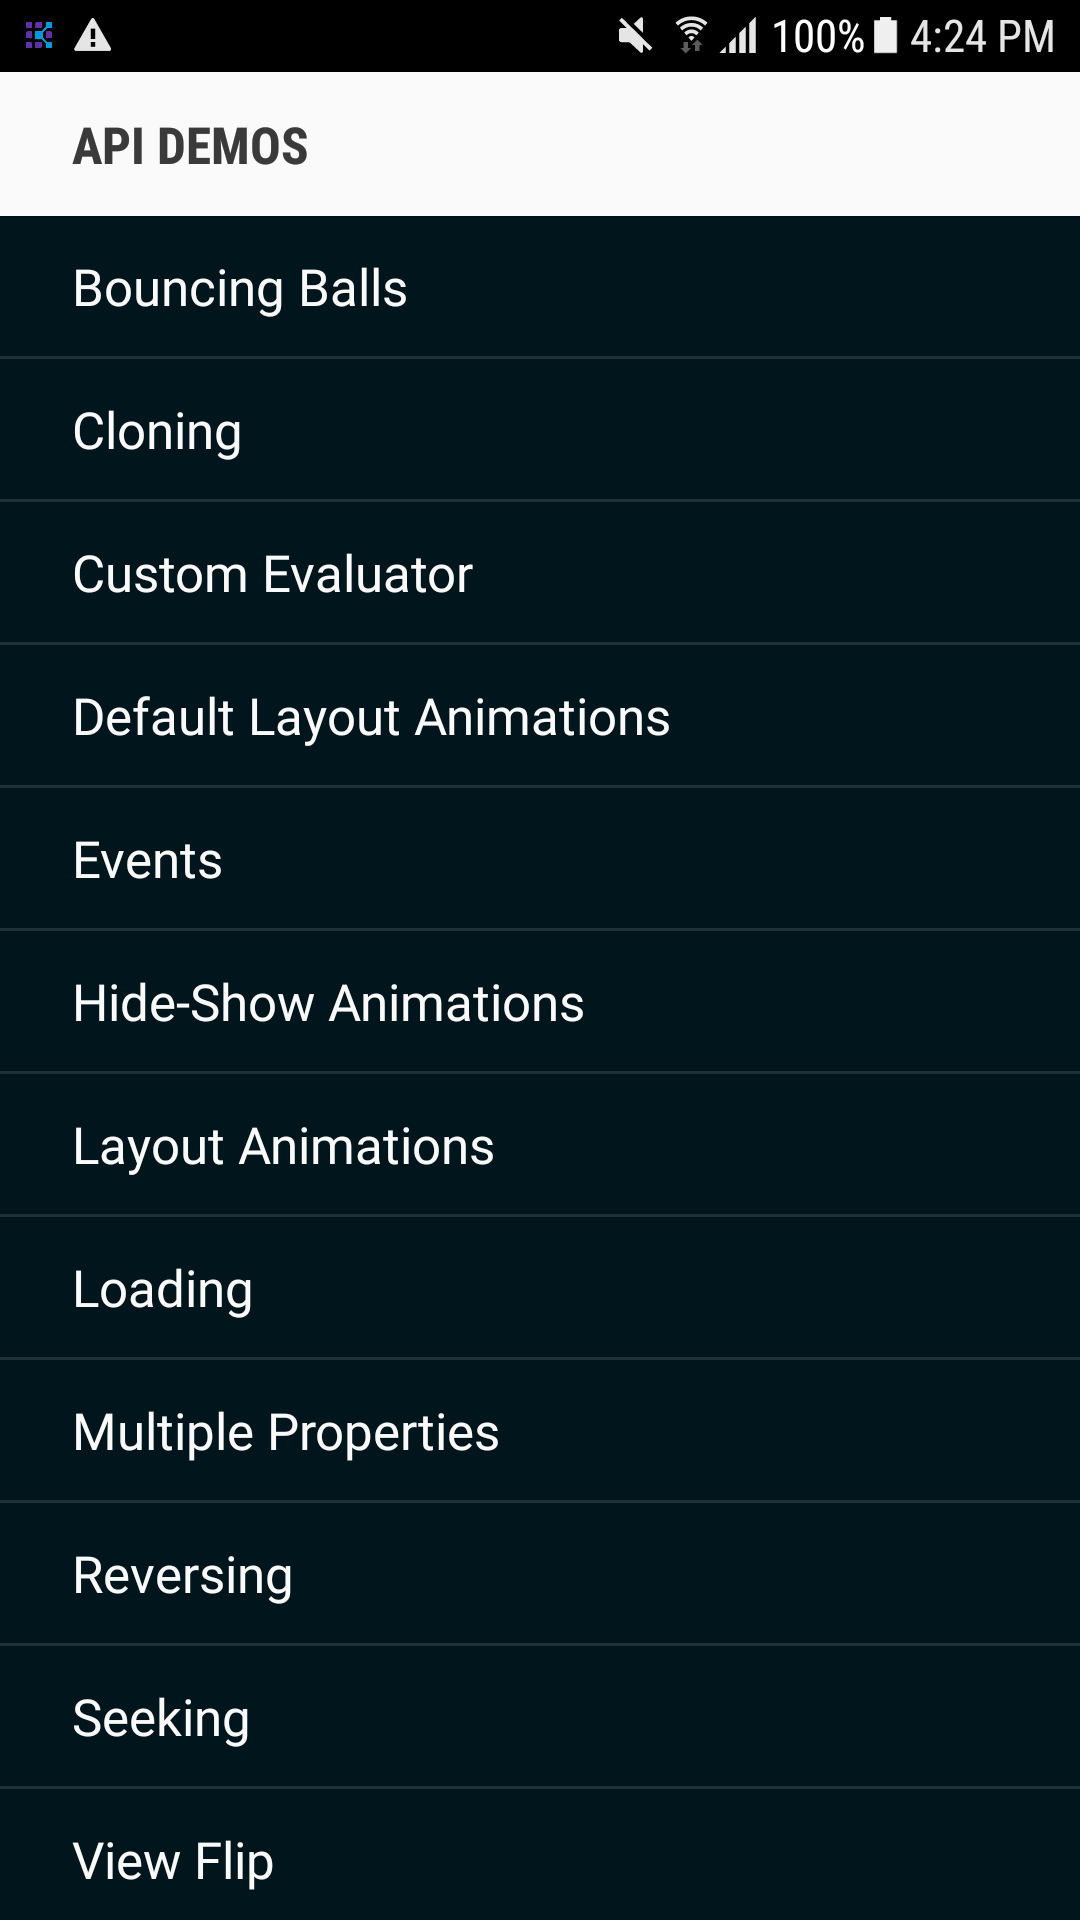 100% 4:24 PM
API DEMOS
Bouncing Balls
Cloning
Custom Evaluator
Default Layout Animations
Events
Hide-Show Animations
Layout Animations
Loading
Multiple Properties
Reversing
Seeking
View Flip